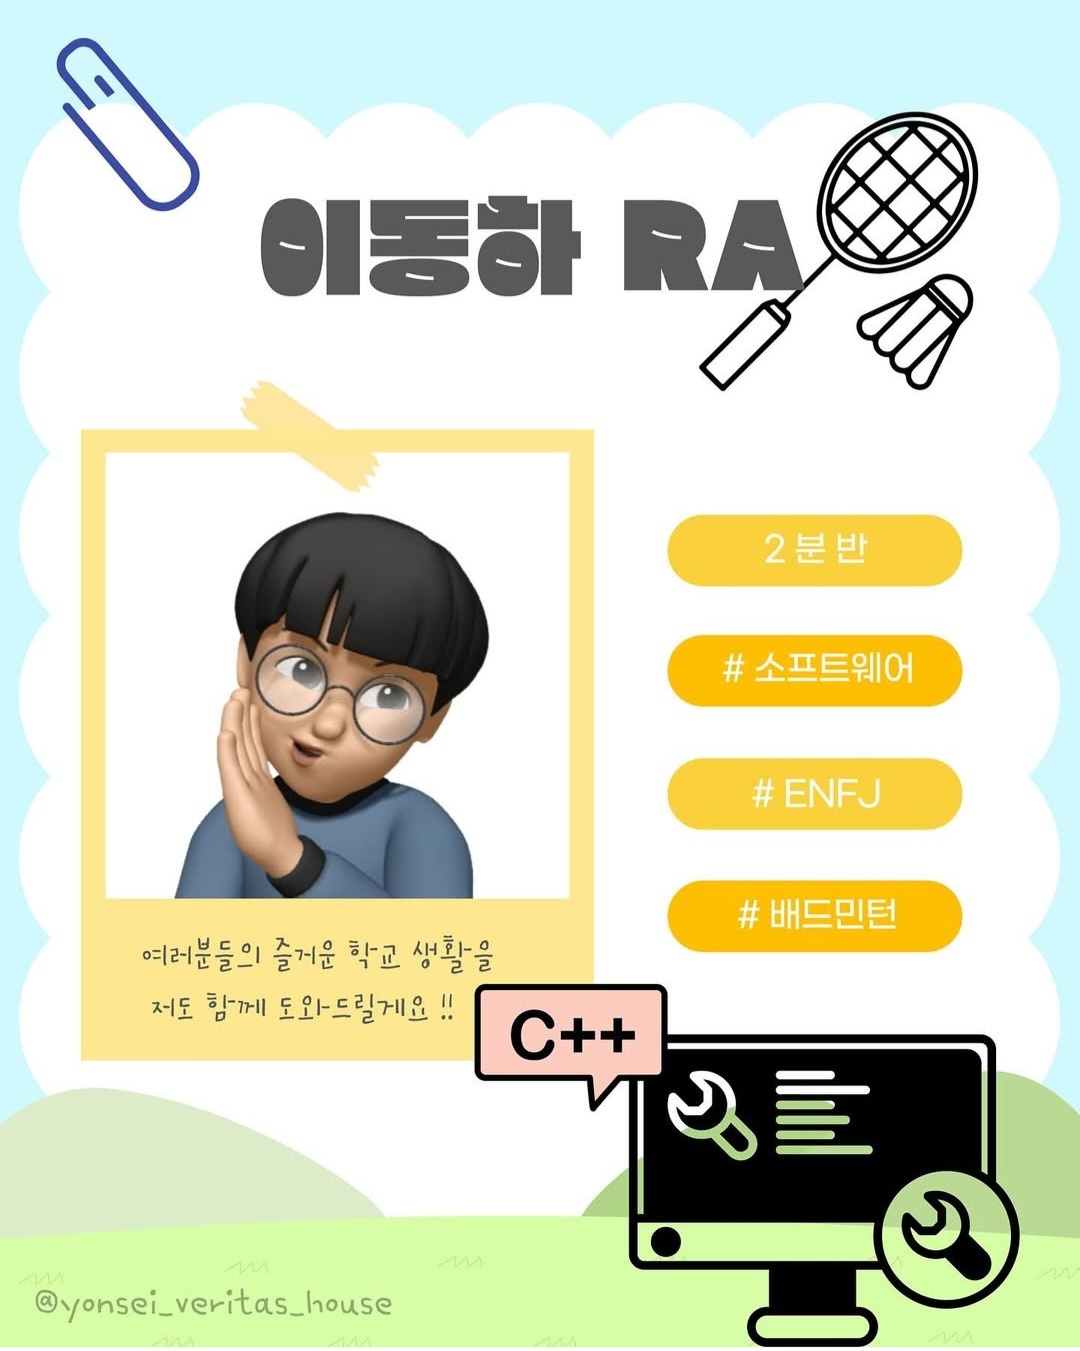 이동하 RA
2분반
# 소프트웨어
# ENFJ
# 배드민턴
여러분들의 즐거운 학교 생활을
저도 함께 도와드릴게요 !!
C++
@yonsei_veritas_house